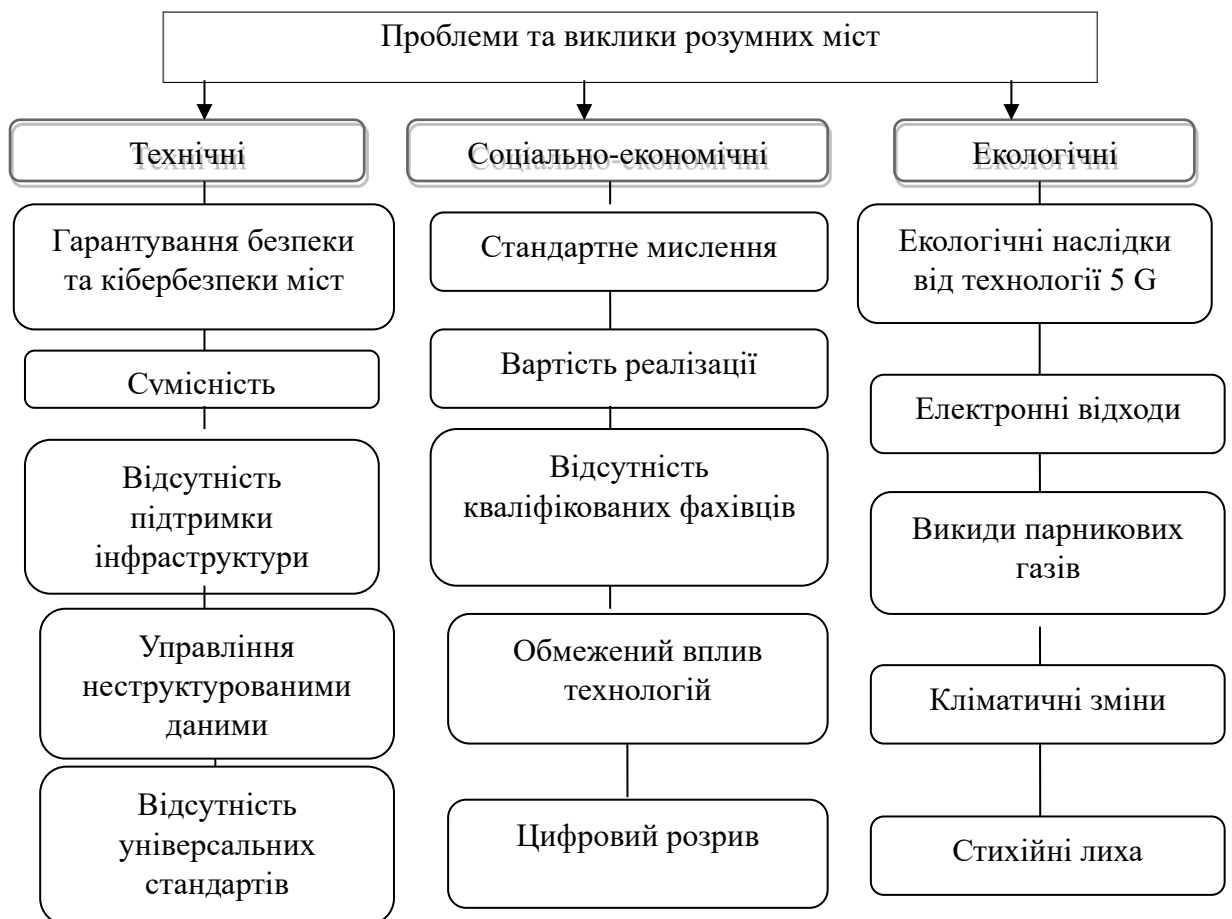 Проблеми та виклики розумних міст
Технічні
Гарантування безпеки
та кібербезпеки міст
Сумісність
Відсутність
підтримки
інфраструктури
Управління
неструктурованими
даними
Відсутність
універсальних
стандартів
Соціально-економічні
Стандартне мислення
Вартість реалізації
Відсутність
кваліфікованих фахівців
Обмежений вплив
технологій
Цифровий розрив
Екологічні
Екологічні наслідки
від технології 5 G
Електронні відходи
Викиди парникових
газів
Кліматичні зміни
Стихійні лиха